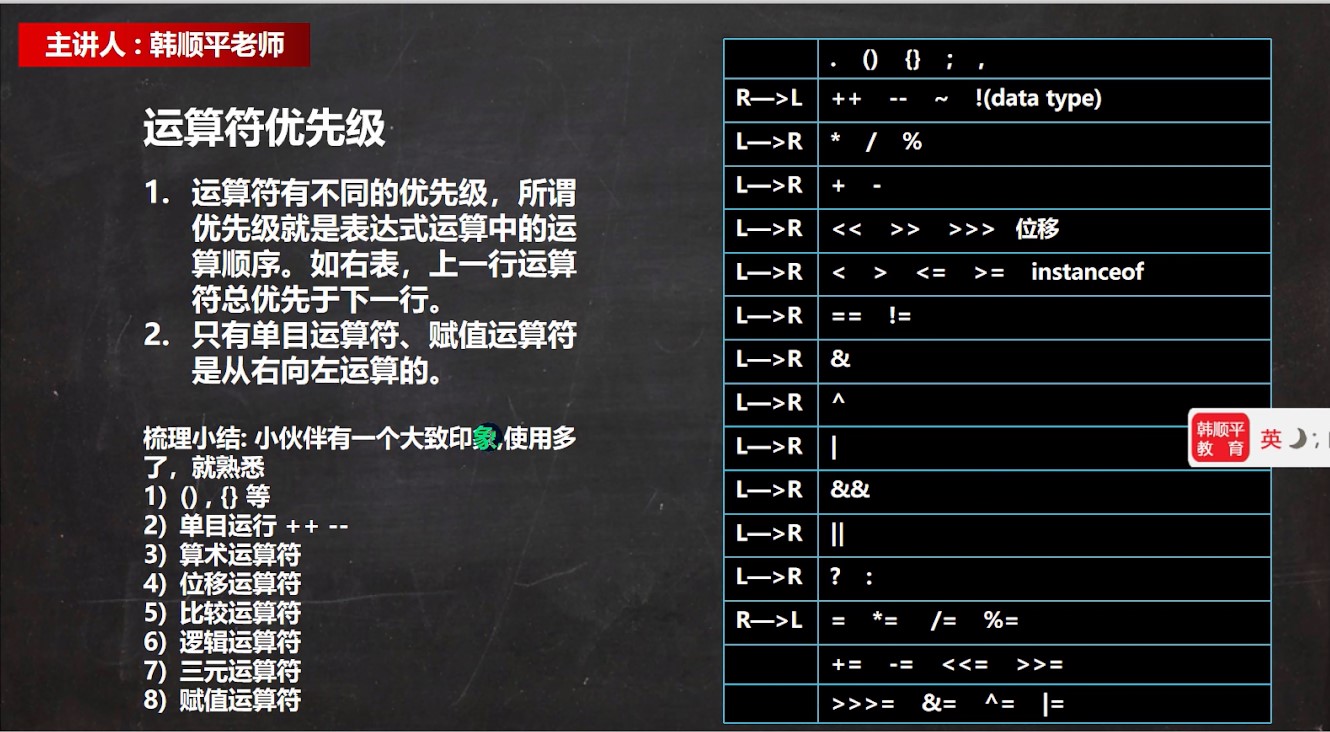 主讲人：韩顺平老师
运算符优先级
1. 运算符有不同的优先级，所谓
优先级就是表达式运算中的运
算顺序。如右表，上一行运算
符总优先于下一行。
2. 只有单目运算符、赋值运算符
是从右向左运算的。
梳理小结: 小伙伴有一个大致印象,使用多
了，就熟悉
1) () , {} 等
2) 单目运行 ++ --
3) 算术运算符
4) 位移运算符
5) 比较运算符
6) 逻辑运算符
7) 三元运算符
8) 赋值运算符
. () {} ; ,
R—>L ++ -- ~ !(data type)
L—>R * / %
L—>R + -
L—>R << >> >>> 位移
L—>R < > <= >= instanceof
L—>R == !=
L—>R &
L—>R ^
L—>R |
L—>R &&
L—>R ||
L—>R ? :
R—>L = *= /= %=
+= -= <<= >>=
>>>= &= ^= |=
韩顺平
教 育
英 ;